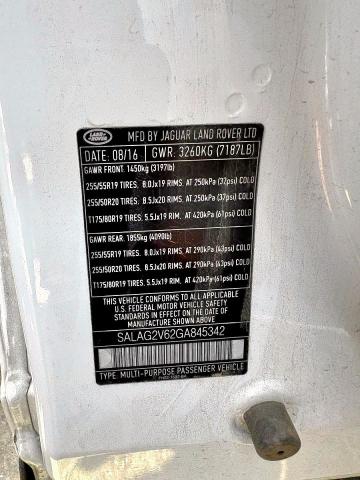 LAND ROVER
MFD BY JAGUAR LAND ROVER LTD
DATE: 08/16 GWR: 3260KG (7187LB)
GAWR FRONT: 1450kg (3197lb)
255/55R19 TIRES. 8.0Jx19 RIMS. AT 250kPa (37psi) COLD
255/50R20 TIRES. 8.5Jx20 RIMS. AT 250kPa (37psi) COLD
T175/80R19 TIRES. 5.5Jx19 RIM. AT 420kPa (61psi) COLD
GAWR REAR: 1855kg (4090lb)
255/55R19 TIRES. 8.0Jx19 RIMS. AT 290kPa (43psi) COLD
255/50R20 TIRES. 8.5Jx20 RIMS. AT 290kPa (43psi) COLD
T175/80R19 TIRES. 5.5Jx19 RIM. AT 420kPa (61psi) COLD
THIS VEHICLE CONFORMS TO ALL APPLICABLE
U.S. FEDERAL MOTOR VEHICLE SAFETY
STANDARDS IN EFFECT ON THE DATE OF
MANUFACTURE SHOWN ABOVE.
SALAG2V62GA845342
TYPE: MULTI-PURPOSE PASSENGER VEHICLE